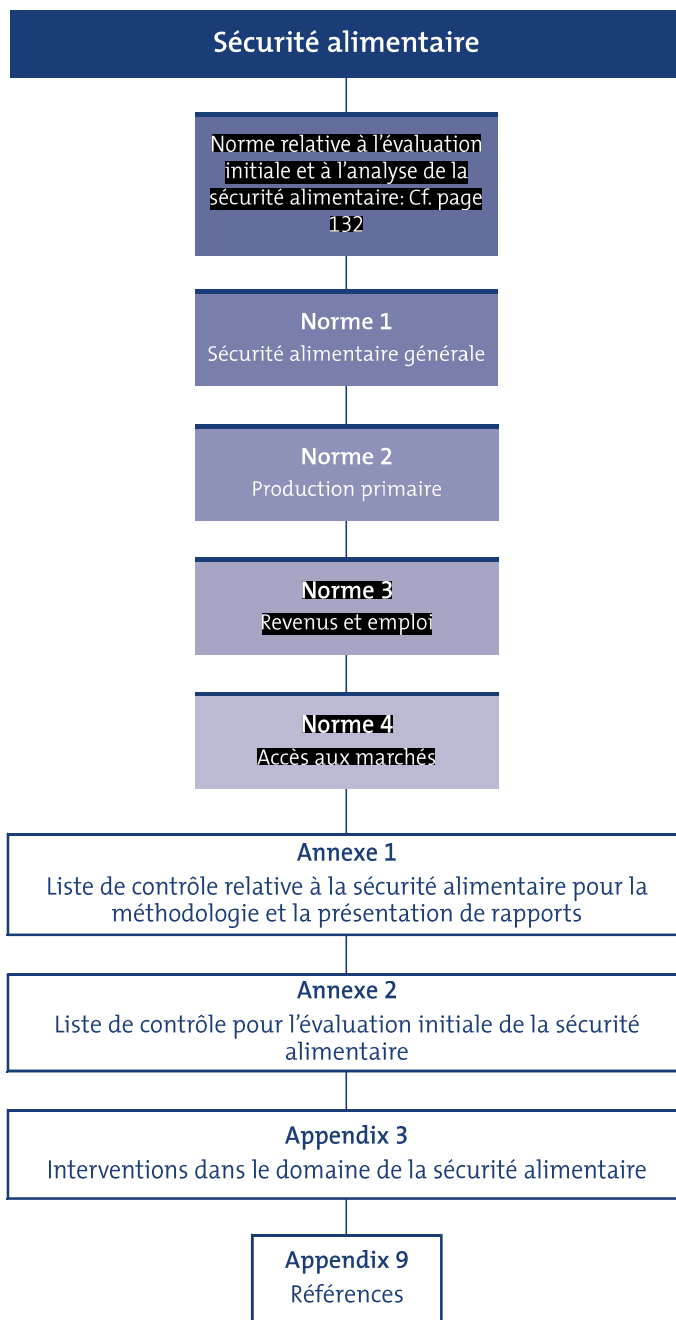 Sécurité alimentaire
Norme relative à l’évaluation
initiale et à l’analyse de la
sécurité alimentaire: Cf. page
132
Norme 1
Sécurité alimentaire générale
Norme 2
Production primaire
Norme 3
Revenus et emploi
Norme 4
Accès aux marchés
Annexe 1
Liste de contrôle relative à la sécurité alimentaire pour la
méthodologie et la présentation de rapports
Annexe 2
Liste de contrôle pour l’évaluation initiale de la sécurité
alimentaire
Appendix 3
Interventions dans le domaine de la sécurité alimentaire
Appendix 9
Références